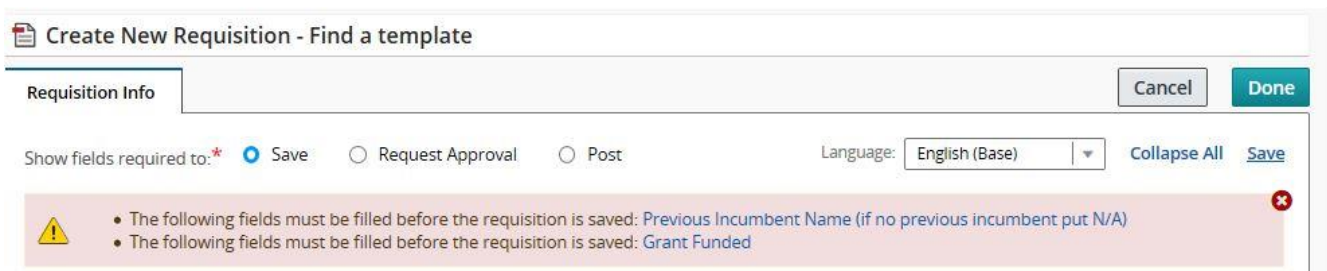 Create New Requisition - Find a template
Requisition Info
Cancel
Done
Show fields required to:* Save Request Approval Post Language: English (Base) Collapse All Save
• The following fields must be filled before the requisition is saved: Previous Incumbent Name (if no previous incumbent put N/A)
• The following fields must be filled before the requisition is saved: Grant Funded